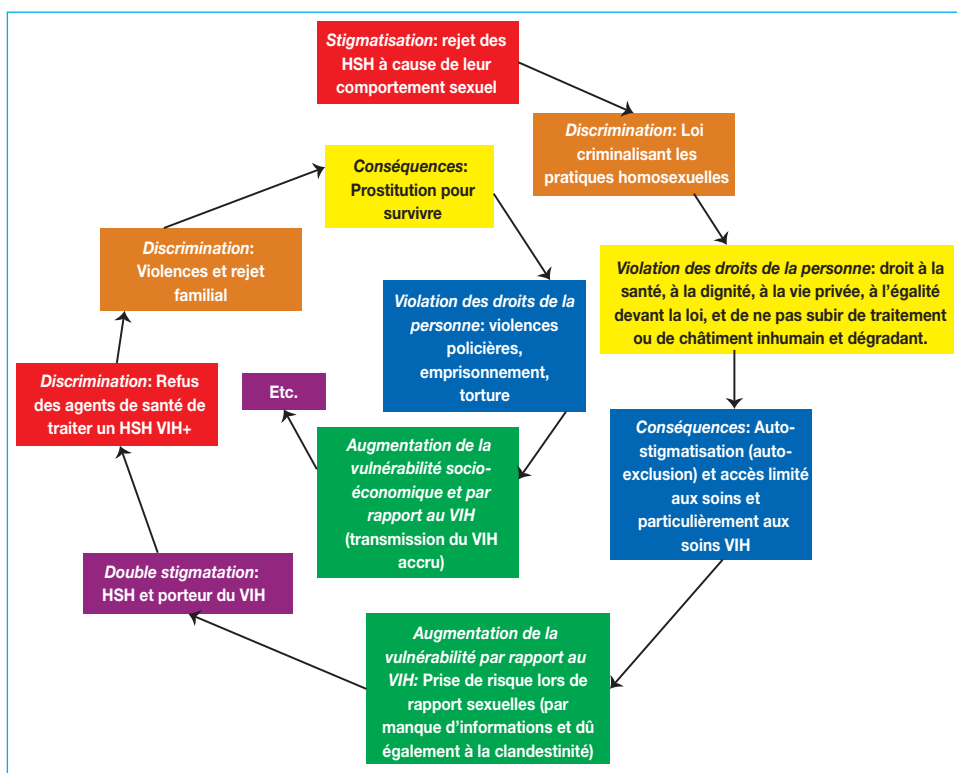 Stigmatisation: rejet des
HSH à cause de leur
comportement sexuel
Discrimination: Loi
criminalisant les
pratiques homosexuelles
Violation des droits de la personne: droit à la
santé, à la dignité, à la vie privée, à l'égalité
devant la loi, et de ne pas subir de traitement
ou de châtiment inhumain et dégradant.
Conséquences: Auto-
stigmatisation (auto-
exclusion) et accès limité
aux soins et
particulièrement aux
soins VIH
Augmentation de la
vulnérabilité par rapport au
VIH: Prise de risque lors de
rapport sexuelles (par
manque d'informations et dû
également à la clandestinité)
Double stigmatation:
HSH et porteur du VIH
Discrimination: Refus
des agents de santé de
traiter un HSH VIH+
Discrimination:
Violences et rejet
familial
Conséquences:
Prostitution pour
survivre
Violation des droits de la
personne: violences
policières,
emprisonnement,
torture
Augmentation de la
vulnérabilité socio-
économique et par
rapport au VIH
(transmission du VIH
accru)
Etc.